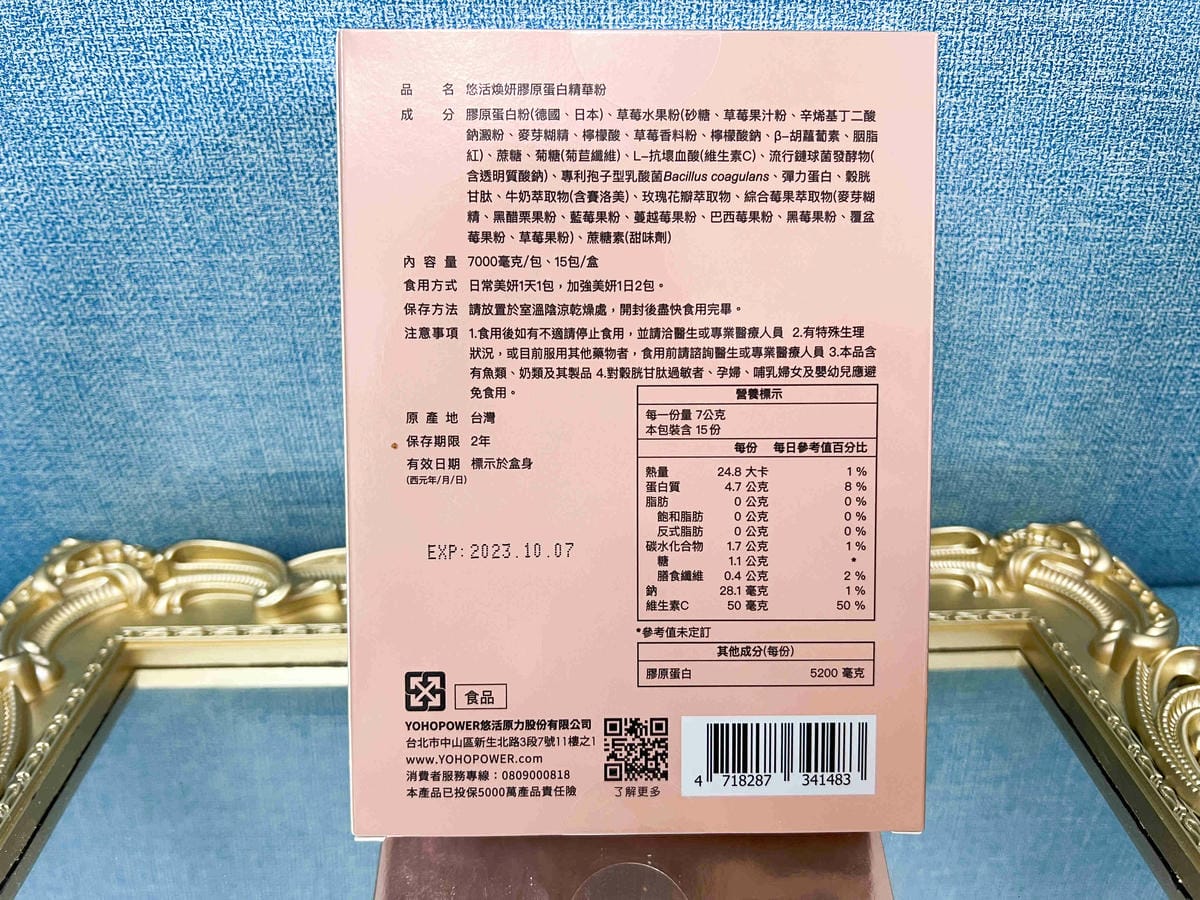 品名 悠活煥妍膠原蛋白精華粉
成分 膠原蛋白粉(德國、日本)、草莓水果粉(砂糖、草莓果汁粉、辛烯基丁二酸
鈉澱粉、麥芽糊精、檸檬酸、草莓香料粉、檸檬酸鈉、β-胡蘿蔔素、胭脂
紅)、蔗糖、菊糖(菊苣纖維)、L-抗壞血酸(維生素C)、流行鏈球菌發酵物(
含透明質酸鈉)、專利孢子型乳酸菌Bacillus coagulans、彈力蛋白、穀胱
甘肽、牛奶萃取物(含賽洛美)、玫瑰花瓣萃取物、綜合莓果萃取物(麥芽糊
精、黑醋栗果粉、藍莓果粉、蔓越莓果粉、巴西莓果粉、黑莓果粉、覆盆
莓果粉、草莓果粉)、蔗糖素(甜味劑)
內容量 7000毫克/包、15包/盒
食用方式 日常美妍1天1包，加強美妍1日2包。
保存方法 請放置於室溫陰涼乾燥處，開封後盡快食用完畢。
注意事項 1.食用後如有不適請停止食用，並請洽醫生或專業醫療人員 2.有特殊生理
狀況，或目前服用其他藥物者，食用前請諮詢醫生或專業醫療人員 3.本品含
有魚類、奶類及其製品 4.對穀胱甘肽過敏者、孕婦、哺乳婦女及嬰幼兒應避
免食用。
原產地 台灣
保存期限 2年
有效日期 標示於盒身
(西元年/月/日)
EXP:2023.10.07
營養標示
每一份量 7公克
本包裝含 15份
每份 每日參考值百分比
熱量 24.8 大卡 1 %
蛋白質 4.7 公克 8 %
脂肪 0 公克 0 %
飽和脂肪 0 公克 0 %
反式脂肪 0 公克 0 %
碳水化合物 1.7 公克 1 %
糖 1.1 公克 *
膳食纖維 0.4 公克 2 %
鈉 28.1 毫克 1 %
維生素C 50 毫克 50 %
*參考值未定訂
其他成分(每份)
膠原蛋白 5200 毫克
食品
YOHOPOWER悠活原力股份有限公司
台北市中山區新生北路3段7號11樓之1
www.YOHOPOWER.com
消費者服務專線：0809000818
本產品已投保5000萬產品責任險
了解更多
4 718287 341483